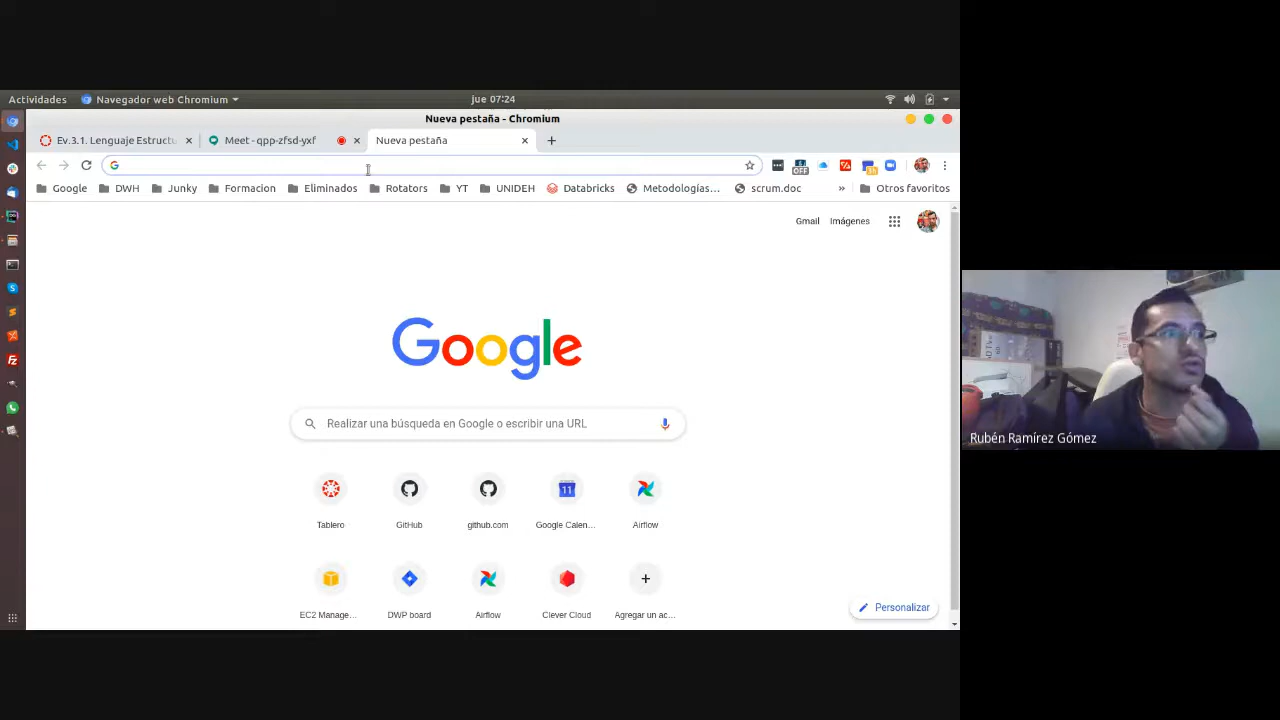 Actividades Navegador web Chromium jue 07:24
Nueva pestaña - Chromium
Ev.3.1. Lenguaje Estructu Meet - qpp-zfsd-yxf Nueva pestaña
Google DWH Junky Formacion Eliminados Rotators YT UNIDEH Databricks Metodologías... scrum.doc » Otros favoritos
Gmail Imágenes
Google
Realizar una búsqueda en Google o escribir una URL
Tablero GitHub github.com Google Calen... Airflow
EC2 Manage... DWP board Airflow Clever Cloud Agregar un ac...
Personalizar
Rubén Ramírez Gómez